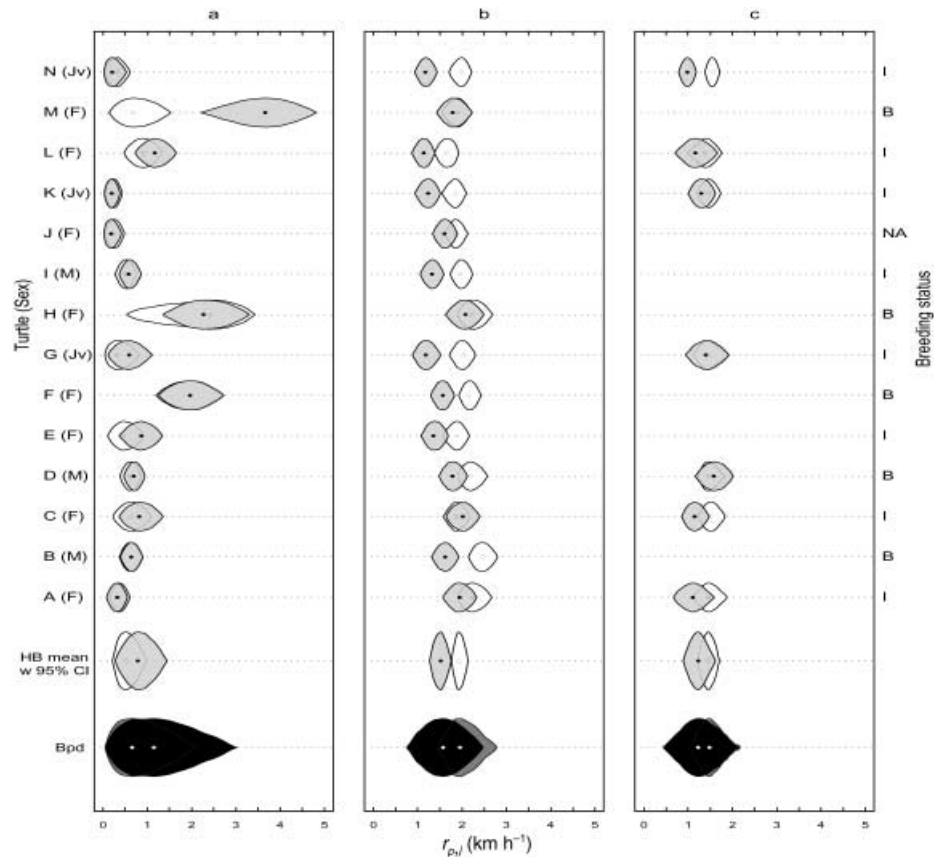 a b c
N (Jv) I
M (F) B
L (F) I
K (Jv) I
J (F) NA
I (M) I
H (F) B
G (Jv) I
F (F) B
E (F) I
D (M) B
C (F) I
B (M) B
A (F) I
HB mean
w 95% CI
Bpd
Turtle (Sex)
Breeding status
0 1 2 3 4 5 0 1 2 3 4 5 0 1 2 3 4 5
(km h⁻¹)